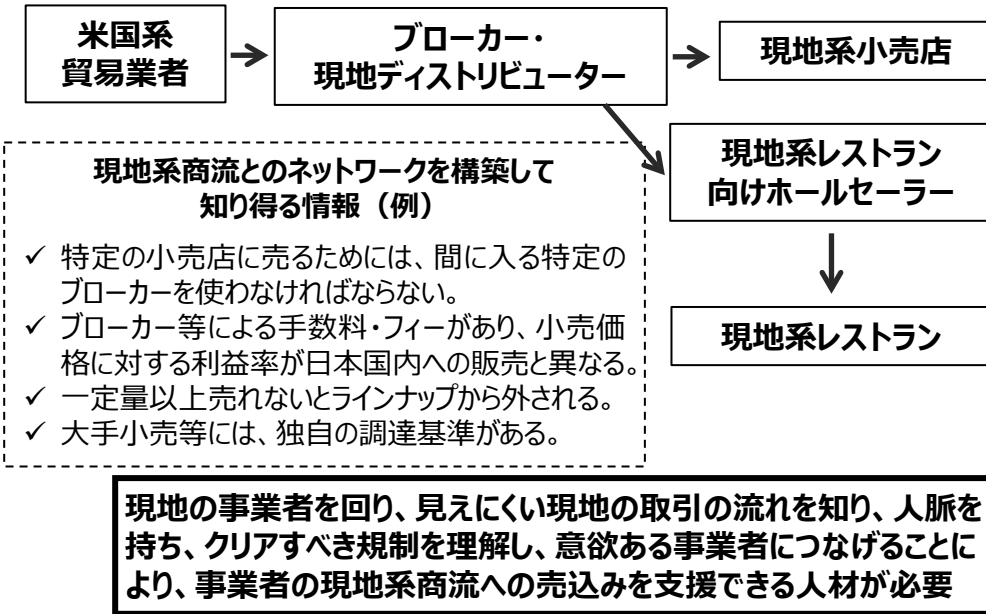 米国系
貿易業者
ブローカー・
現地ディストリビューター
現地系小売店
現地系レストラン
向けホールセーラー
現地系レストラン
現地系商流とのネットワークを構築して
知り得る情報（例）
✓ 特定の小売店に売るためには、間に入る特定の
ブローカーを使わなければならない。
✓ ブローカー等による手数料・フィーがあり、小売価
格に対する利益率が日本国内への販売と異なる。
✓ 一定量以上売れないとラインナップから外される。
✓ 大手小売等には、独自の調達基準がある。
現地の事業者を回り、見えにくい現地の取引の流れを知り、人脈を
持ち、クリアすべき規制を理解し、意欲ある事業者につなげることに
より、事業者の現地系商流への売込みを支援できる人材が必要